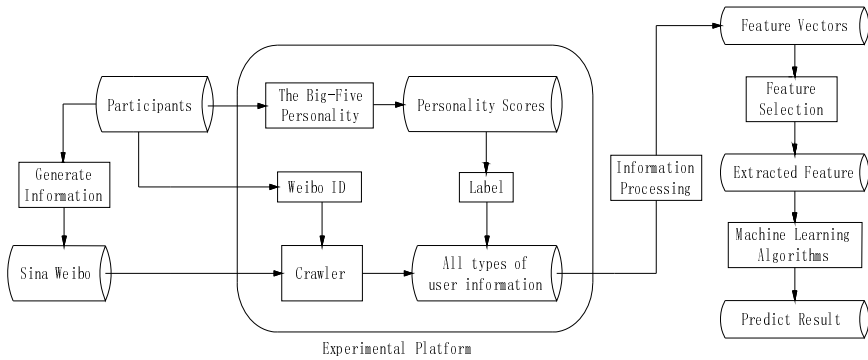 Participants
Generate
Information
Sina Weibo
The Big-Five
Personality
Personality Scores
Weibo ID
Label
Crawler
All types of
user information
Experimental Platform
Information
Processing
Feature Vectors
Feature
Selection
Extracted Feature
Machine Learning
Algorithms
Predict Result